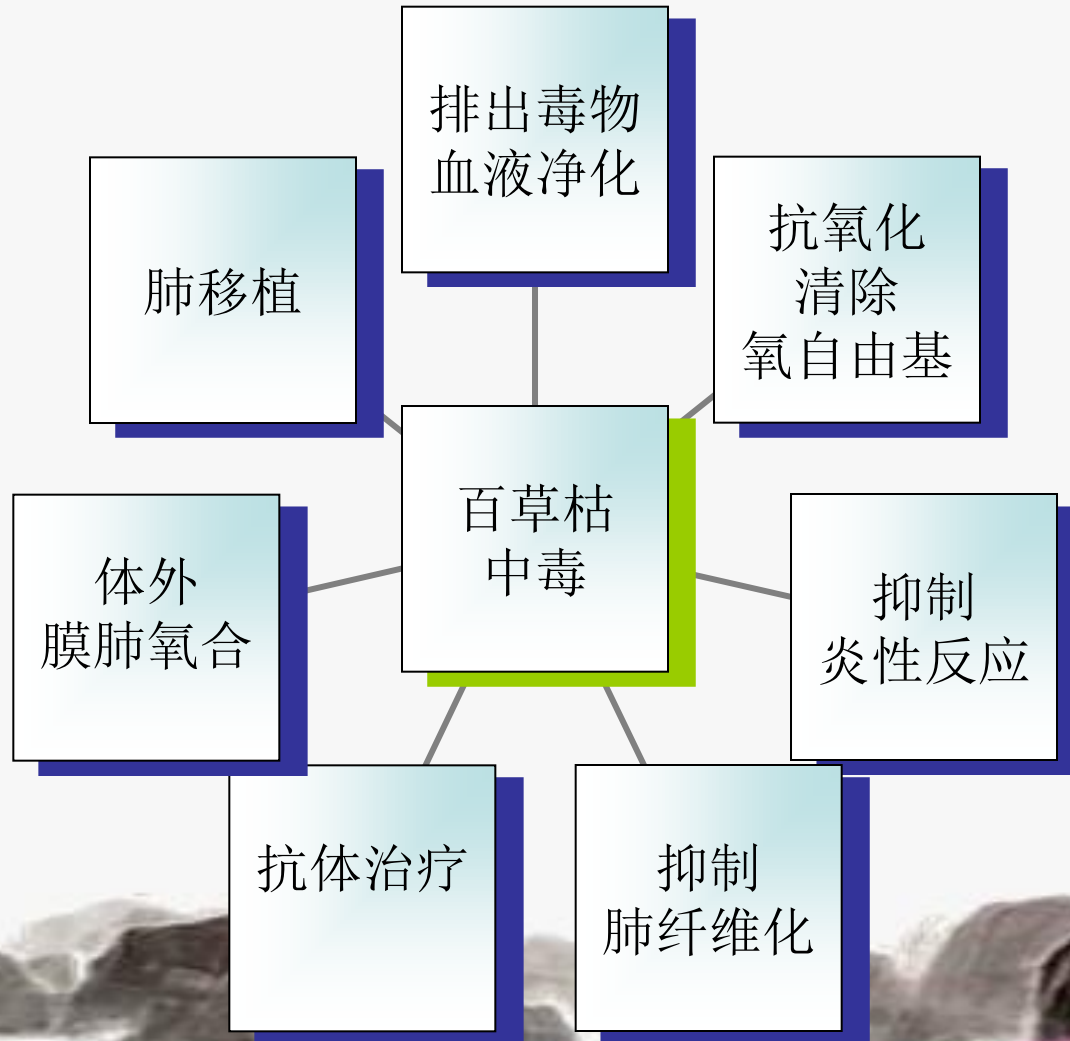 排出毒物
血液净化
抗氧化
清除
氧自由基
肺移植
百草枯
中毒
体外
膜肺氧合
抑制
炎性反应
抗体治疗
抑制
肺纤维化